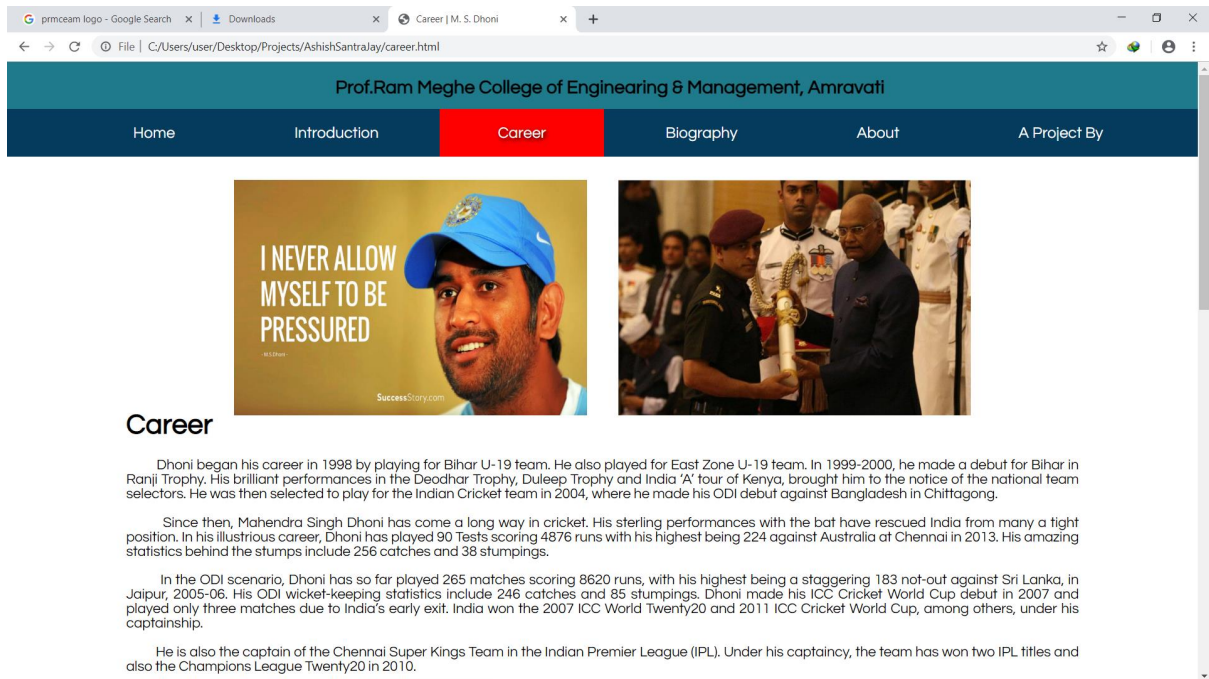 prmceam logo - Google Search
Downloads
Career | M. S. Dhoni
File | C:/Users/user/Desktop/Projects/AshishSantraJay/career.html
Prof.Ram Meghe College of Enginearing & Management, Amravati
Home Introduction Career Biography About A Project By
I NEVER ALLOW
MYSELF TO BE
PRESSURED
- M.S.Dhoni -
SuccessStory.com
Career
Dhoni began his career in 1998 by playing for Bihar U-19 team. He also played for East Zone U-19 team. In 1999-2000, he made a debut for Bihar in
Ranji Trophy. His brilliant performances in the Deodhar Trophy, Duleep Trophy and India ‘A’ tour of Kenya, brought him to the notice of the national team
selectors. He was then selected to play for the Indian Cricket team in 2004, where he made his ODI debut against Bangladesh in Chittagong.
Since then, Mahendra Singh Dhoni has come a long way in cricket. His sterling performances with the bat have rescued India from many a tight
position. In his illustrious career, Dhoni has played 90 Tests scoring 4876 runs with his highest being 224 against Australia at Chennai in 2013. His amazing
statistics behind the stumps include 256 catches and 38 stumpings.
In the ODI scenario, Dhoni has so far played 265 matches scoring 8620 runs, with his highest being a staggering 183 not-out against Sri Lanka, in
Jaipur, 2005-06. His ODI wicket-keeping statistics include 246 catches and 85 stumpings. Dhoni made his ICC Cricket World Cup debut in 2007 and
played only three matches due to India’s early exit. India won the 2007 ICC World Twenty20 and 2011 ICC Cricket World Cup, among others, under his
captainship.
He is also the captain of the Chennai Super Kings Team in the Indian Premier League (IPL). Under his captaincy, the team has won two IPL titles and
also the Champions League Twenty20 in 2010.